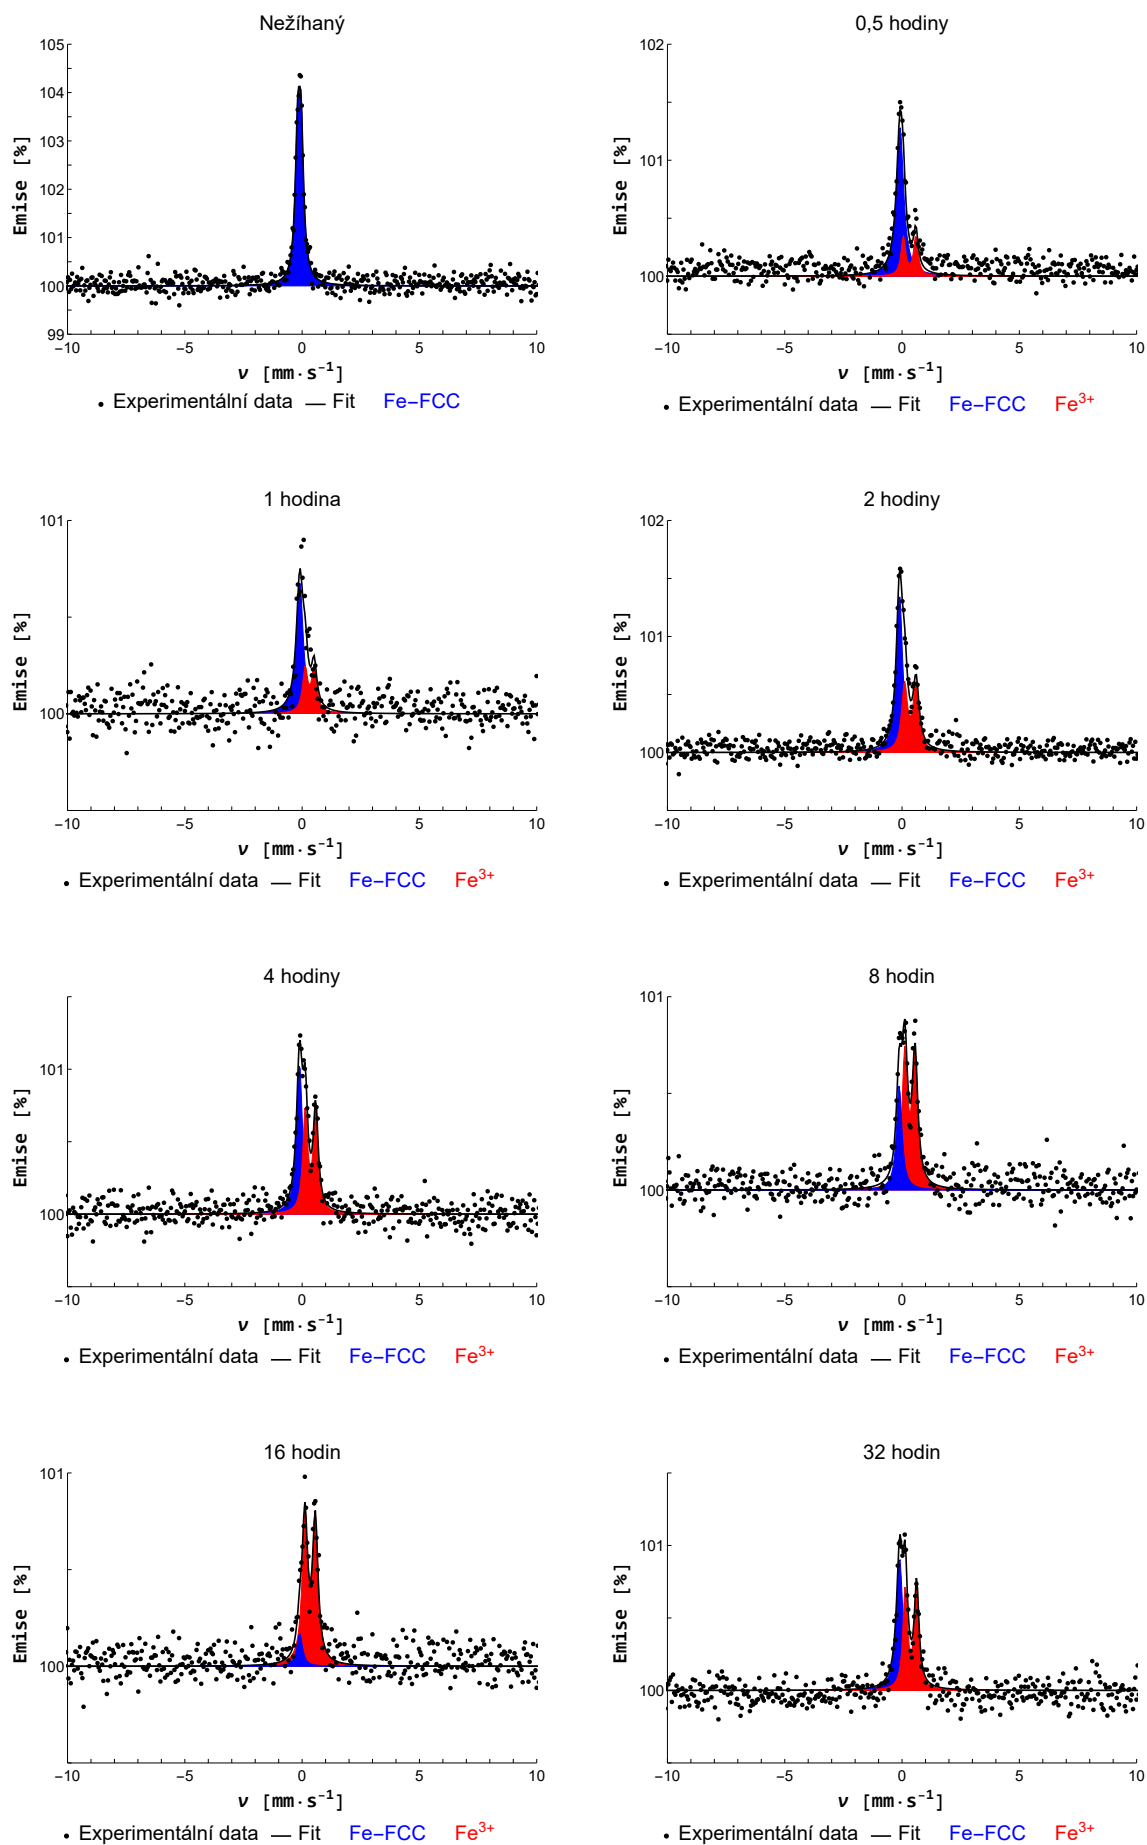 Nežíhaný
105
104
103
102
101
100
99
Emise [%]
−10 −5 0 5 10
ν [mm·s⁻¹]
• Experimentální data — Fit Fe−FCC
0,5 hodiny
102
101
100
Emise [%]
−10 −5 0 5 10
ν [mm·s⁻¹]
• Experimentální data — Fit Fe−FCC Fe³⁺
1 hodina
101
100
Emise [%]
−10 −5 0 5 10
ν [mm·s⁻¹]
• Experimentální data — Fit Fe−FCC Fe³⁺
2 hodiny
102
101
100
Emise [%]
−10 −5 0 5 10
ν [mm·s⁻¹]
• Experimentální data — Fit Fe−FCC Fe³⁺
4 hodiny
101
100
Emise [%]
−10 −5 0 5 10
ν [mm·s⁻¹]
• Experimentální data — Fit Fe−FCC Fe³⁺
8 hodin
101
100
Emise [%]
−10 −5 0 5 10
ν [mm·s⁻¹]
• Experimentální data — Fit Fe−FCC Fe³⁺
16 hodin
101
100
Emise [%]
−10 −5 0 5 10
ν [mm·s⁻¹]
• Experimentální data — Fit Fe−FCC Fe³⁺
32 hodin
101
100
Emise [%]
−10 −5 0 5 10
ν [mm·s⁻¹]
• Experimentální data — Fit Fe−FCC Fe³⁺